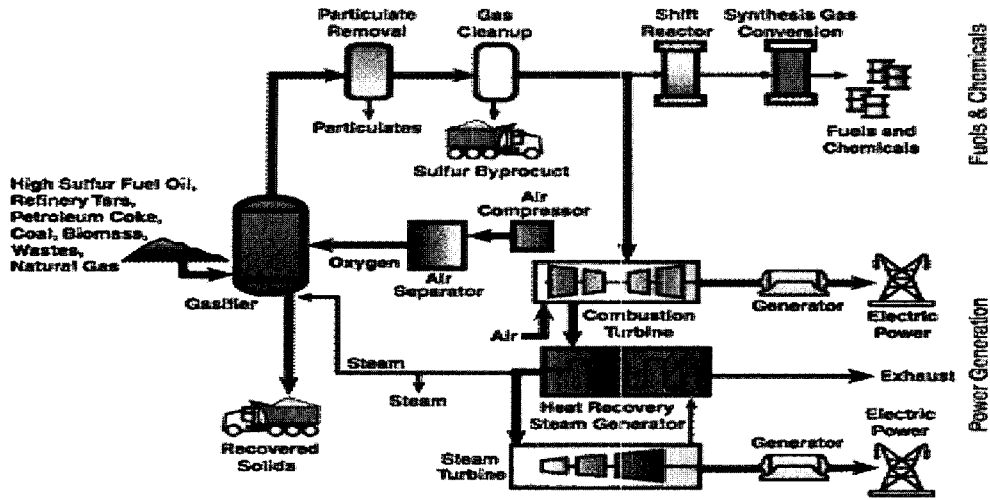 Particulate
Removal
Gas
Cleanup
Shift
Reactor
Synthesis Gas
Conversion
Particulates
Sulfur Byproduct
Fuels and
Chemicals
Fuels & Chemicals
High Sulfur Fuel Oil,
Refinery Tars,
Petroleum Coke,
Coal, Biomass,
Wastes,
Natural Gas
Gasifier
Oxygen
Air
Separator
Air
Compressor
Air
Combustion
Turbine
Generator
Electric
Power
Steam
Steam
Heat Recovery
Steam Generator
Exhaust
Power Generation
Recovered
Solids
Steam
Turbine
Generator
Electric
Power